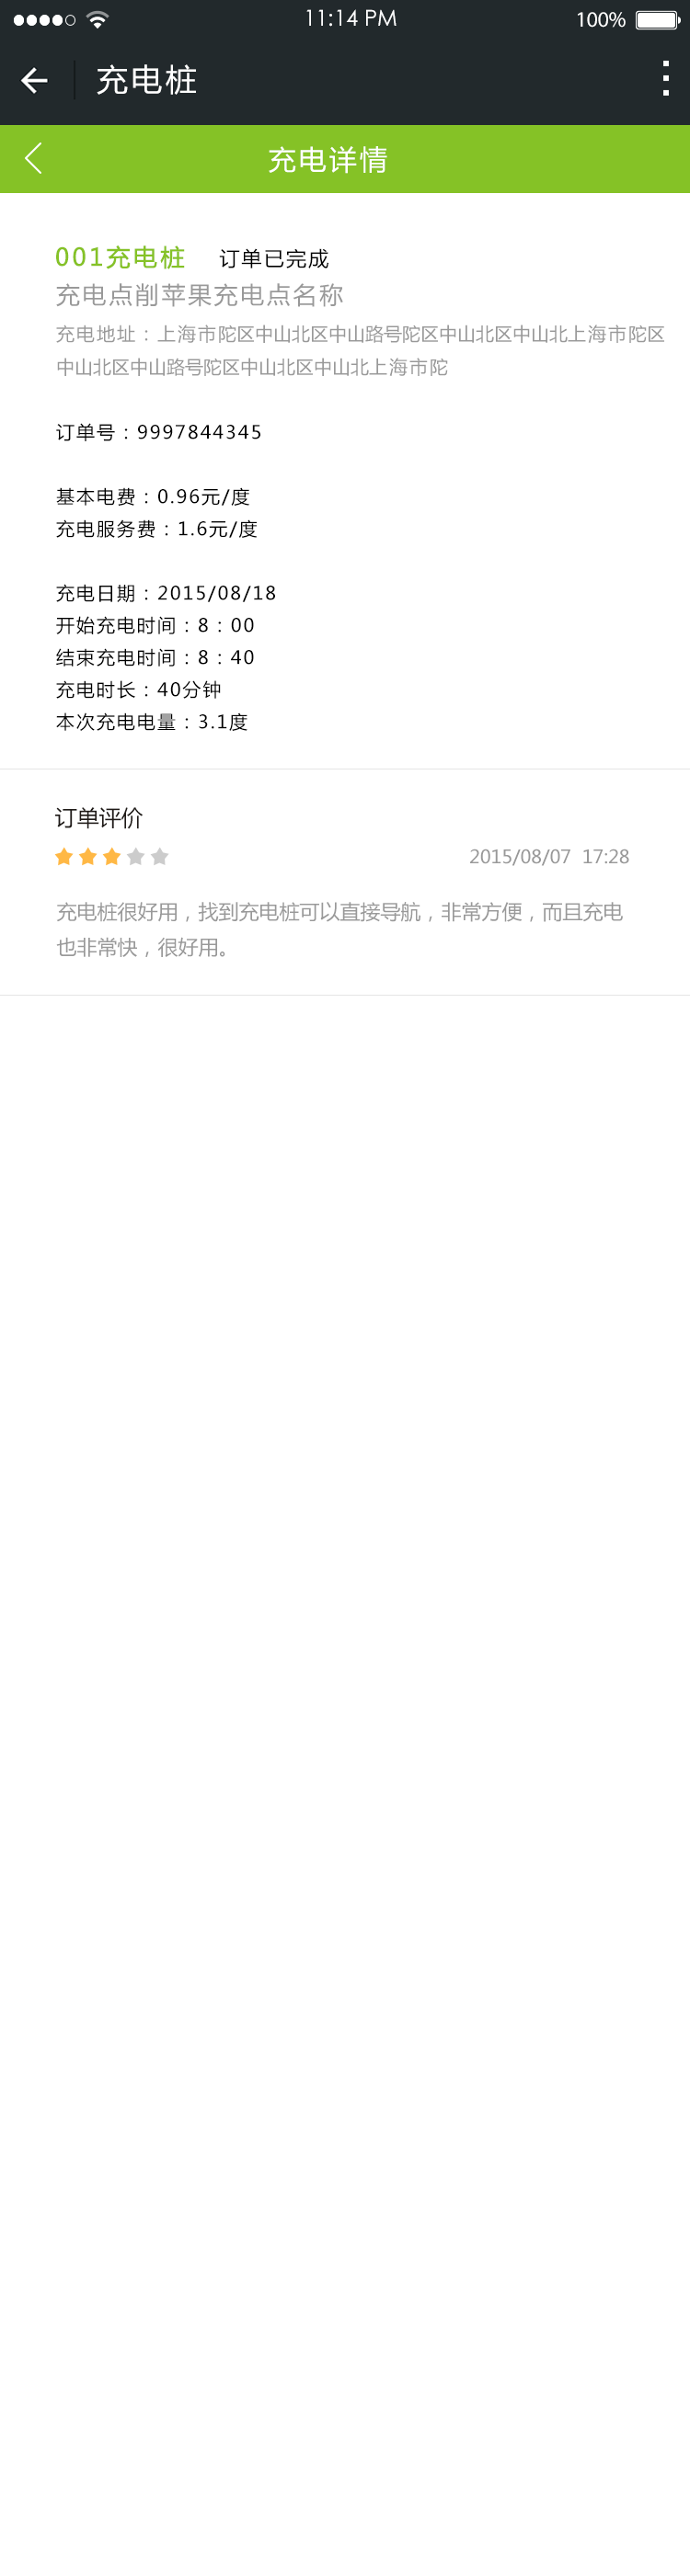 11:14 PM
100%
充电桩
充电详情
001充电桩 订单已完成
充电点削苹果充电点名称
充电地址：上海市陀区中山北区中山路号陀区中山北区中山北上海市陀区
中山北区中山路号陀区中山北区中山北上海市陀
订单号：9997844345
基本电费：0.96元/度
充电服务费：1.6元/度
充电日期：2015/08/18
开始充电时间：8：00
结束充电时间：8：40
充电时长：40分钟
本次充电电量：3.1度
订单评价
2015/08/07 17:28
充电桩很好用，找到充电桩可以直接导航，非常方便，而且充电
也非常快，很好用。